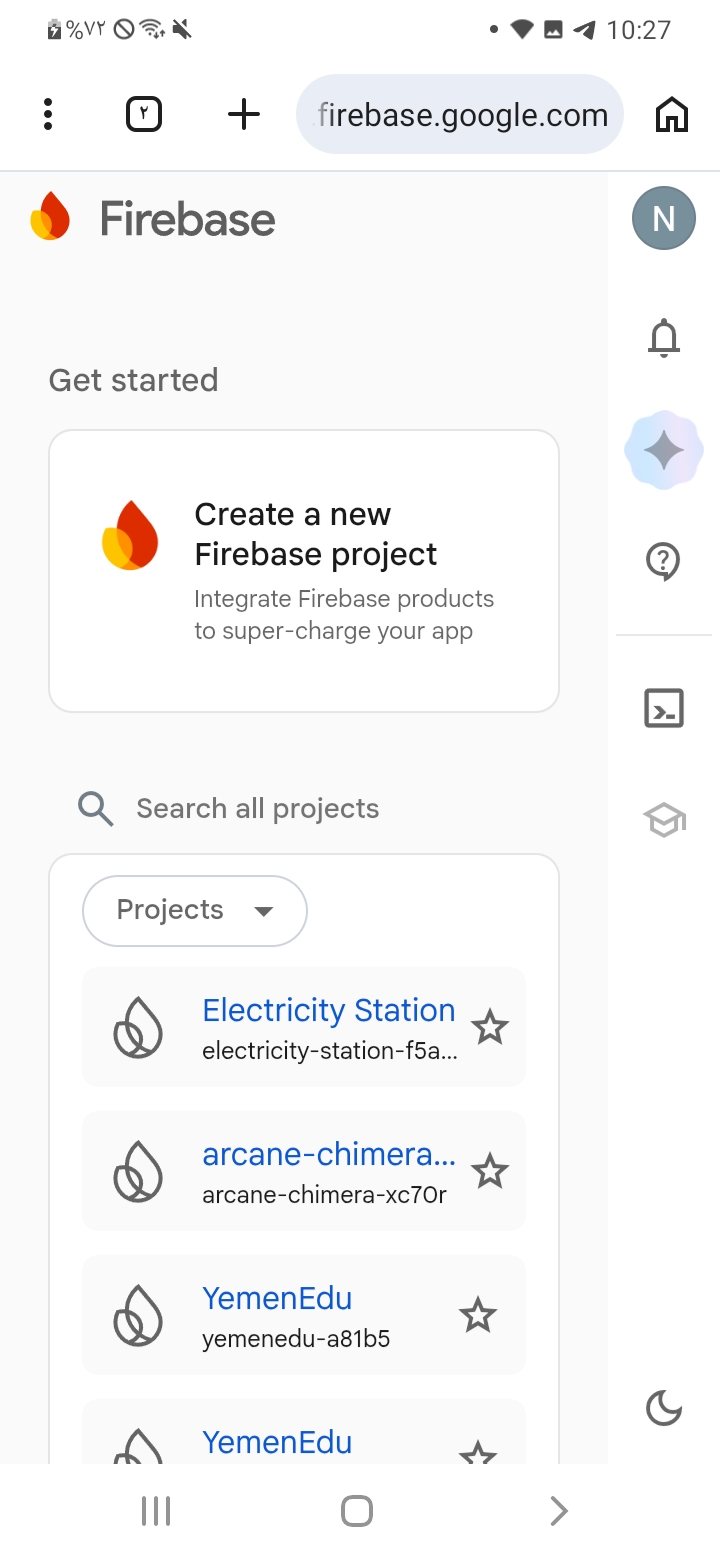 %٧٢
10:27
٢
firebase.google.com
Firebase
N
Get started
Create a new
Firebase project
Integrate Firebase products
to super-charge your app
Search all projects
Projects
Electricity Station
electricity-station-f5a...
arcane-chimera...
arcane-chimera-xc70r
YemenEdu
yemenedu-a81b5
YemenEdu